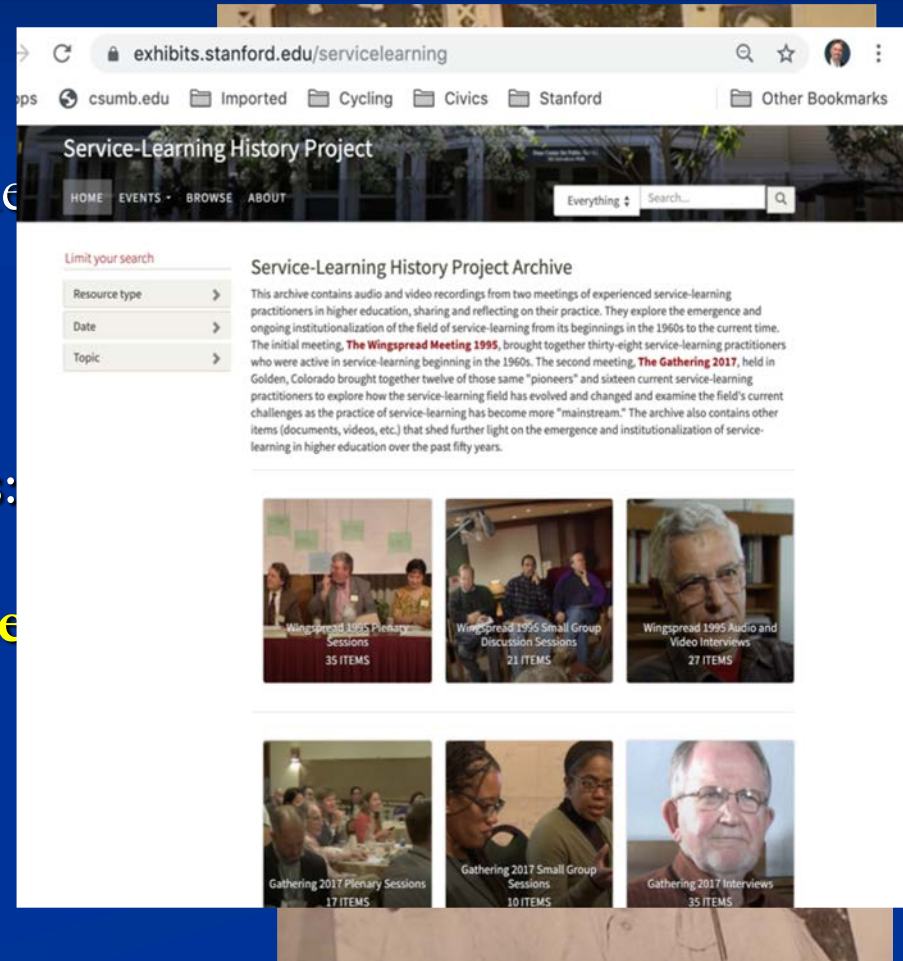 exhibits.stanford.edu/servicelearning
csumb.edu Imported Cycling Civics Stanford Other Bookmarks
Service-Learning History Project
HOME EVENTS BROWSE ABOUT Everything Search...
Limit your search
Resource type
Date
Topic
Service-Learning History Project Archive
This archive contains audio and video recordings from two meetings of experienced service-learning
practitioners in higher education, sharing and reflecting on their practice. They explore the emergence and
ongoing institutionalization of the field of service-learning from its beginnings in the 1960s to the current time.
The initial meeting, The Wingspread Meeting 1995, brought together thirty-eight service-learning practitioners
who were active in service-learning beginning in the 1960s. The second meeting, The Gathering 2017, held in
Golden, Colorado brought together twelve of those same "pioneers" and sixteen current service-learning
practitioners to explore how the service-learning field has evolved and changed and examine the field's current
challenges as the practice of service-learning has become more "mainstream." The archive also contains other
items (documents, videos, etc.) that shed further light on the emergence and institutionalization of service-
learning in higher education over the past fifty years.
Wingspread 1995 Plenary
Sessions
35 ITEMS
Wingspread 1995 Small Group
Discussion Sessions
21 ITEMS
Wingspread 1995 Audio and
Video Interviews
27 ITEMS
Gathering 2017 Plenary Sessions
17 ITEMS
Gathering 2017 Small Group
Sessions
10 ITEMS
Gathering 2017 Interviews
35 ITEMS